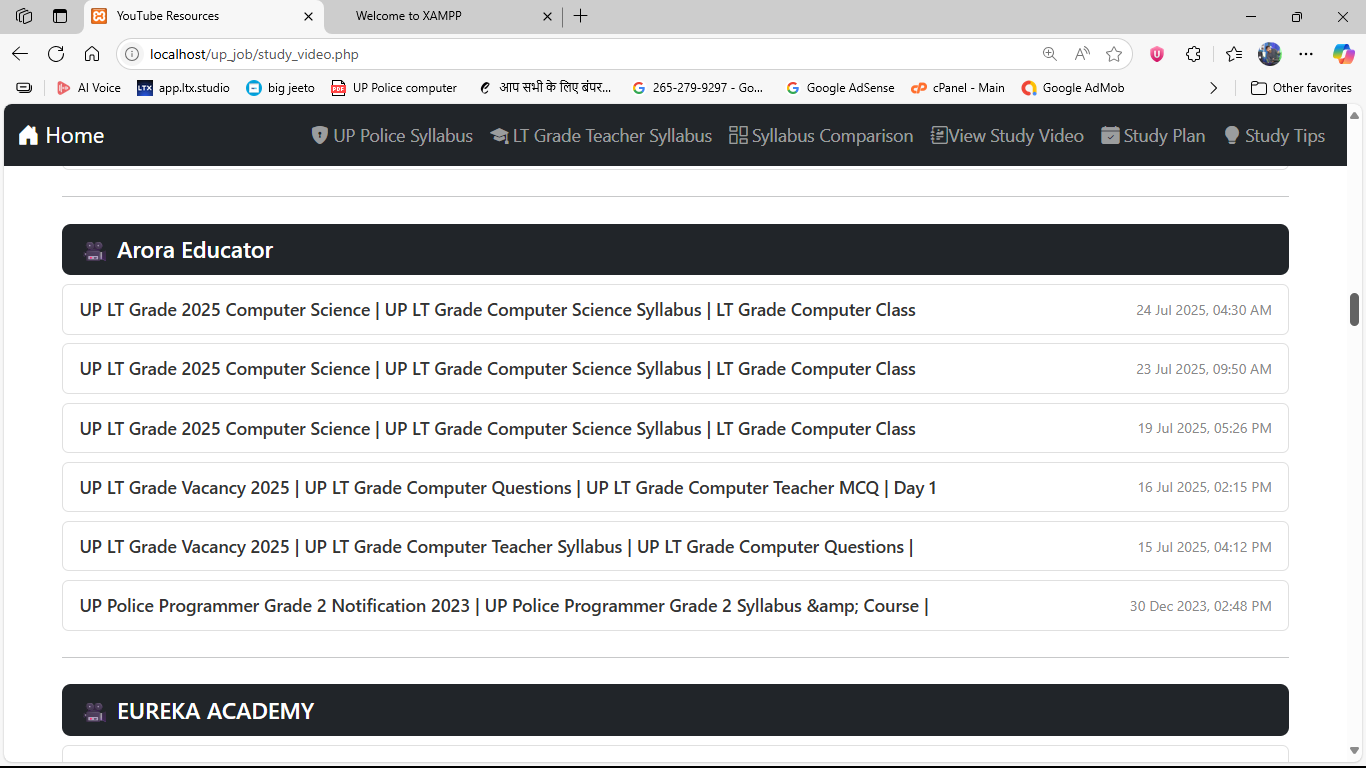 YouTube Resources
Welcome to XAMPP
localhost/up_job/study_video.php
AI Voice
LTX app.ltx.studio
big jeeto
PDF UP Police computer
आप सभी के लिए बंपर...
265-279-9297 - Go...
Google AdSense
cPanel - Main
Google AdMob
Other favorites
Home
UP Police Syllabus
LT Grade Teacher Syllabus
Syllabus Comparison
View Study Video
Study Plan
Study Tips
Arora Educator
UP LT Grade 2025 Computer Science | UP LT Grade Computer Science Syllabus | LT Grade Computer Class 24 Jul 2025, 04:30 AM
UP LT Grade 2025 Computer Science | UP LT Grade Computer Science Syllabus | LT Grade Computer Class 23 Jul 2025, 09:50 AM
UP LT Grade 2025 Computer Science | UP LT Grade Computer Science Syllabus | LT Grade Computer Class 19 Jul 2025, 05:26 PM
UP LT Grade Vacancy 2025 | UP LT Grade Computer Questions | UP LT Grade Computer Teacher MCQ | Day 1 16 Jul 2025, 02:15 PM
UP LT Grade Vacancy 2025 | UP LT Grade Computer Teacher Syllabus | UP LT Grade Computer Questions | 15 Jul 2025, 04:12 PM
UP Police Programmer Grade 2 Notification 2023 | UP Police Programmer Grade 2 Syllabus &amp; Course | 30 Dec 2023, 02:48 PM
EUREKA ACADEMY